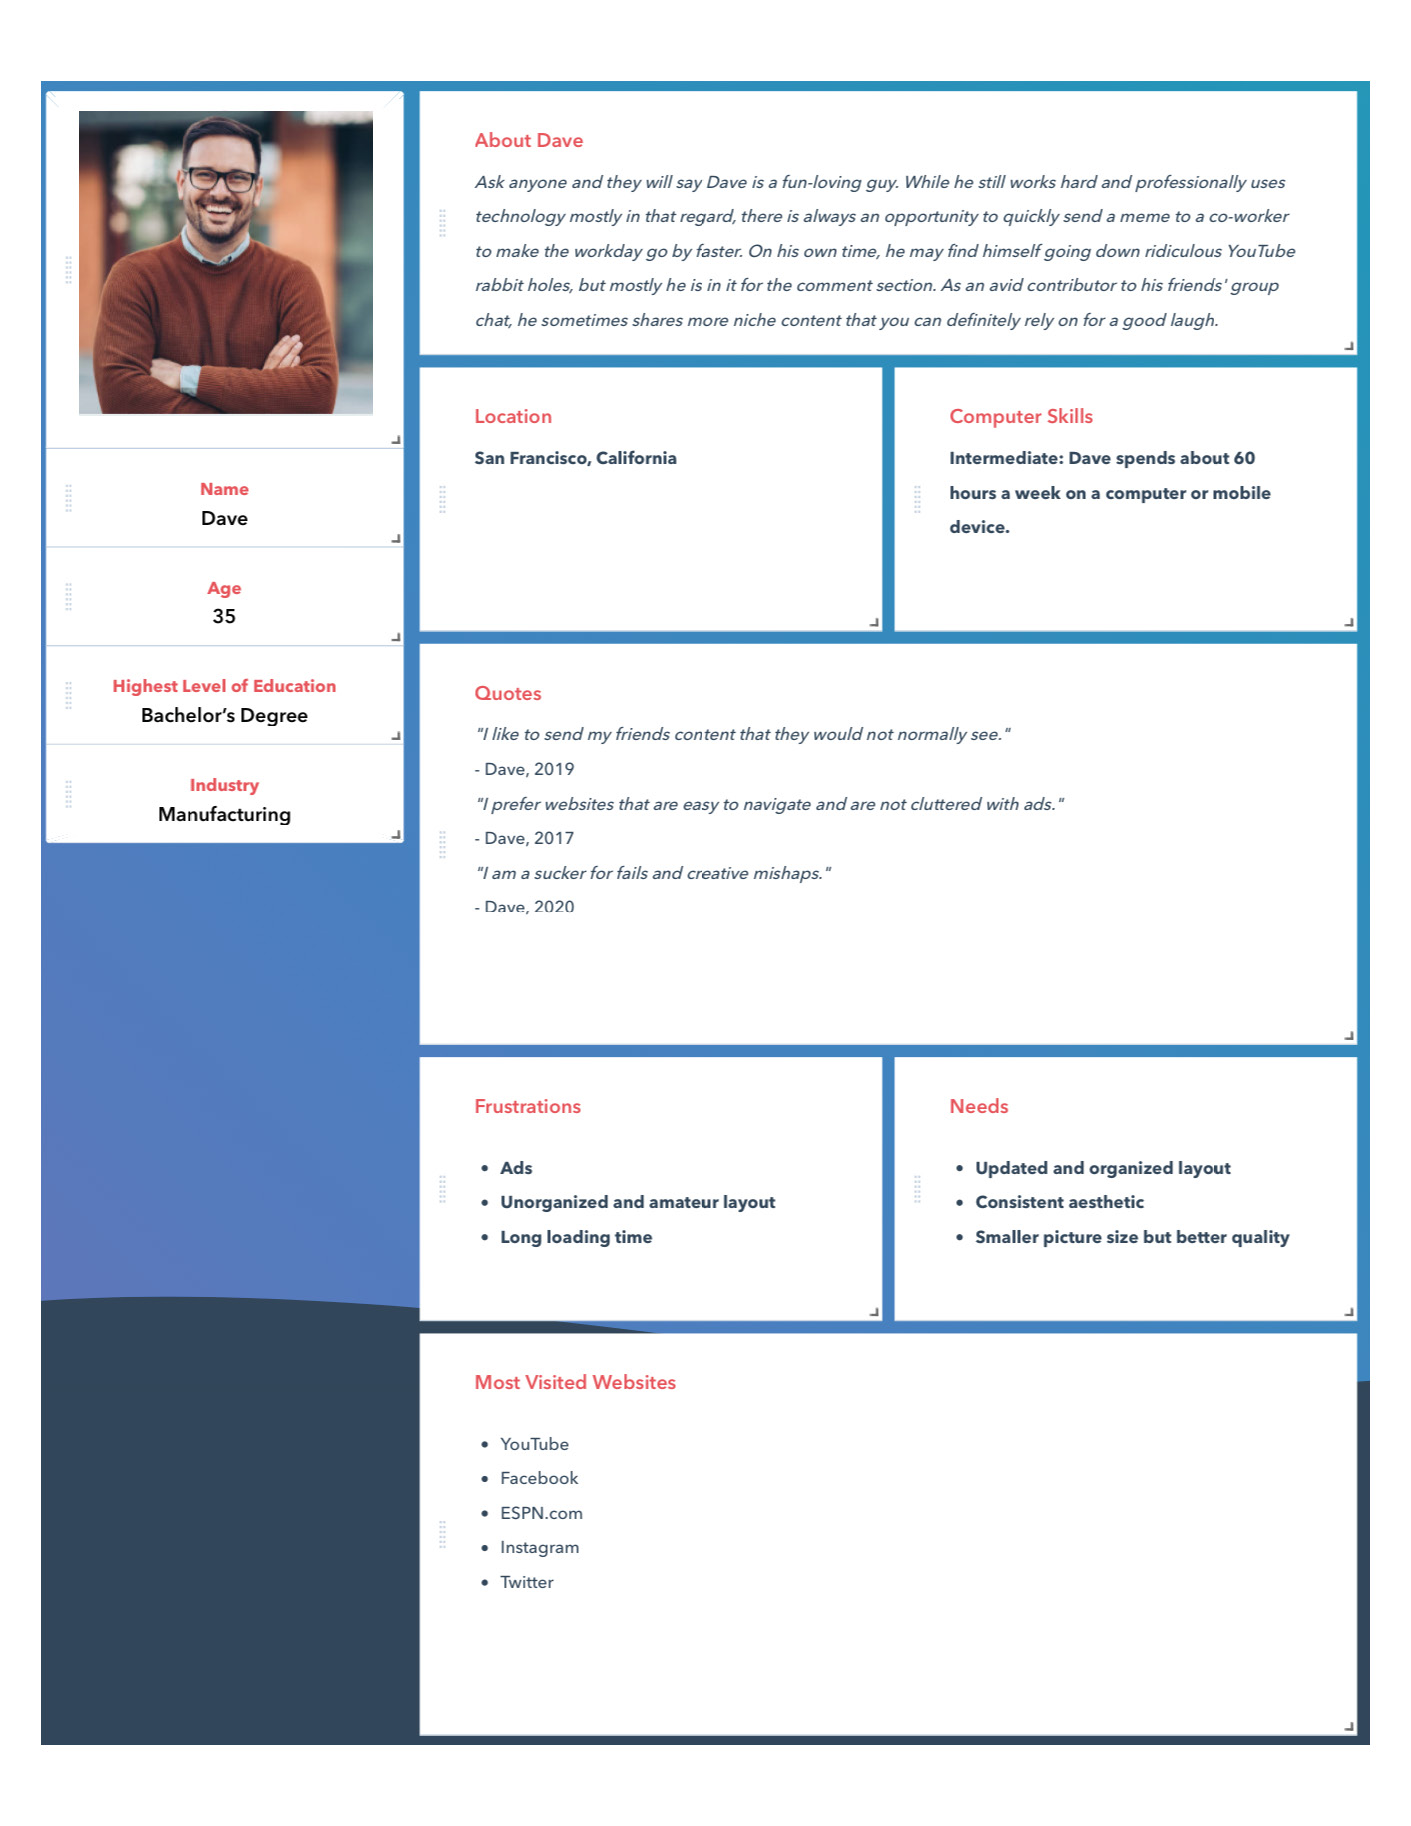 About Dave
Ask anyone and they will say Dave is a fun-loving guy. While he still works hard and professionally uses
technology mostly in that regard, there is always an opportunity to quickly send a meme to a co-worker
to make the workday go by faster. On his own time, he may find himself going down ridiculous YouTube
rabbit holes, but mostly he is in it for the comment section. As an avid contributor to his friends' group
chat, he sometimes shares more niche content that you can definitely rely on for a good laugh.
Name
Dave
Age
35
Highest Level of Education
Bachelor’s Degree
Industry
Manufacturing
Location
San Francisco, California
Computer Skills
Intermediate: Dave spends about 60
hours a week on a computer or mobile
device.
Quotes
"I like to send my friends content that they would not normally see."
- Dave, 2019
"I prefer websites that are easy to navigate and are not cluttered with ads."
- Dave, 2017
"I am a sucker for fails and creative mishaps."
- Dave, 2020
Frustrations
• Ads
• Unorganized and amateur layout
• Long loading time
Needs
• Updated and organized layout
• Consistent aesthetic
• Smaller picture size but better quality
Most Visited Websites
• YouTube
• Facebook
• ESPN.com
• Instagram
• Twitter